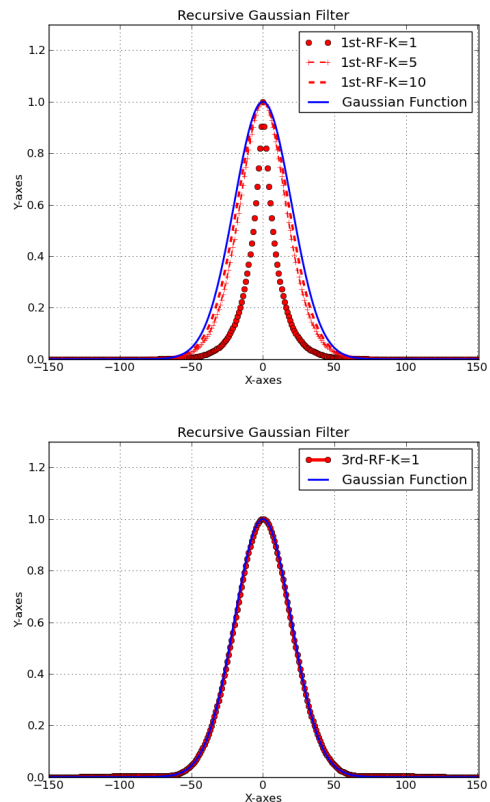 Recursive Gaussian Filter
1.2
1.0
0.8
0.6
0.4
0.2
0.0
Y-axes
1st-RF-K=1
1st-RF-K=5
1st-RF-K=10
Gaussian Function
−150 −100 −50 0 50 100 150
X-axes
Recursive Gaussian Filter
1.2
1.0
0.8
0.6
0.4
0.2
0.0
Y-axes
3rd-RF-K=1
Gaussian Function
−150 −100 −50 0 50 100 150
X-axes